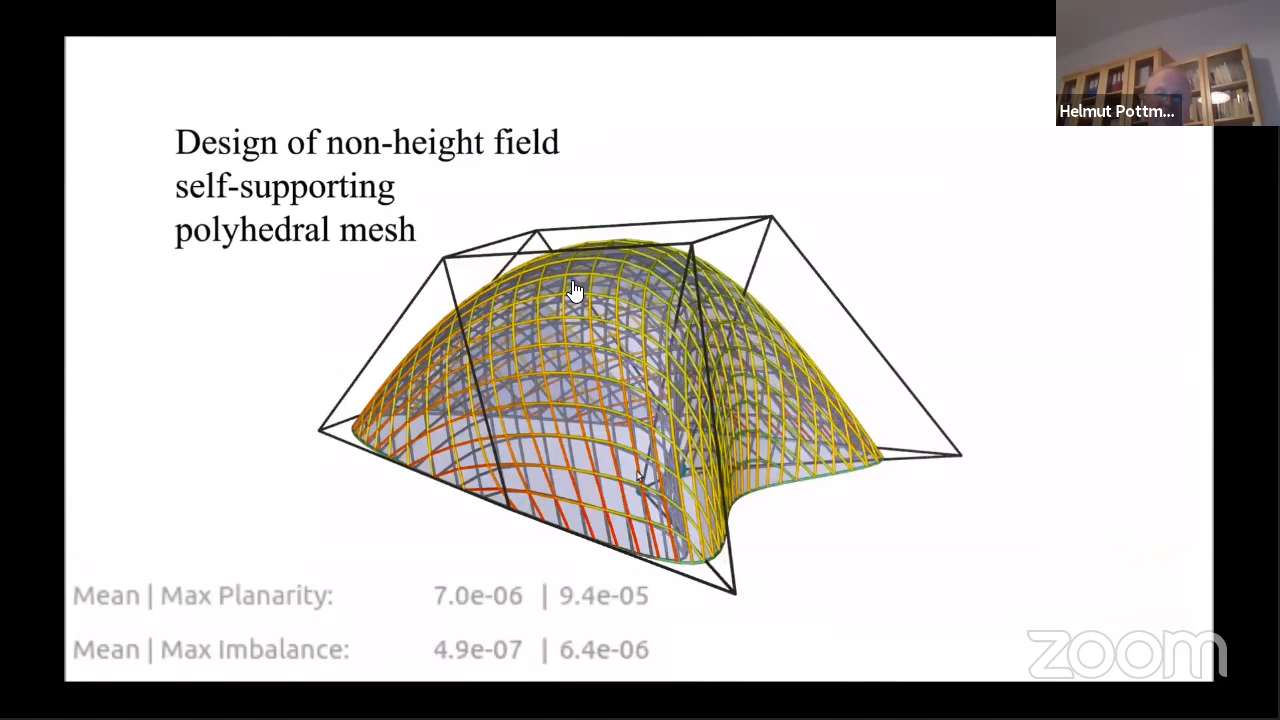 Helmut Pottm...
Design of non-height field
self-supporting
polyhedral mesh
Mean | Max Planarity: 7.0e-06 | 9.4e-05
Mean | Max Imbalance: 4.9e-07 | 6.4e-06
zoom